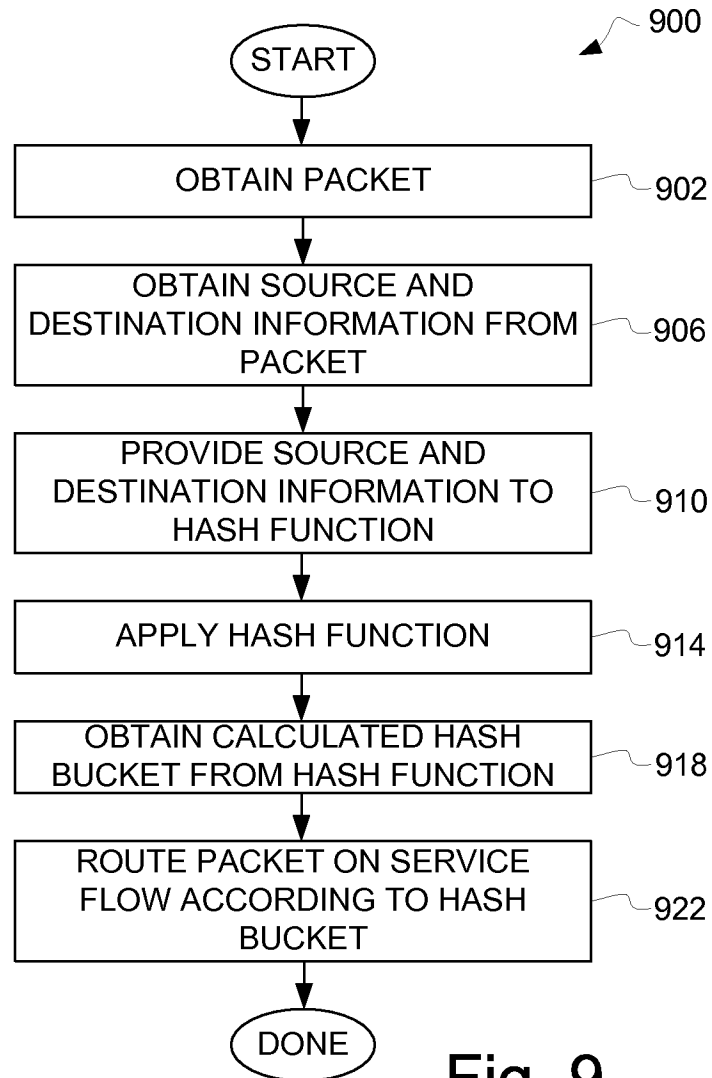 900
START
OBTAIN PACKET
902
OBTAIN SOURCE AND
DESTINATION INFORMATION FROM
PACKET
906
PROVIDE SOURCE AND
DESTINATION INFORMATION TO
HASH FUNCTION
910
APPLY HASH FUNCTION
914
OBTAIN CALCULATED HASH
BUCKET FROM HASH FUNCTION
918
ROUTE PACKET ON SERVICE
FLOW ACCORDING TO HASH
BUCKET
922
DONE
Fig. 9